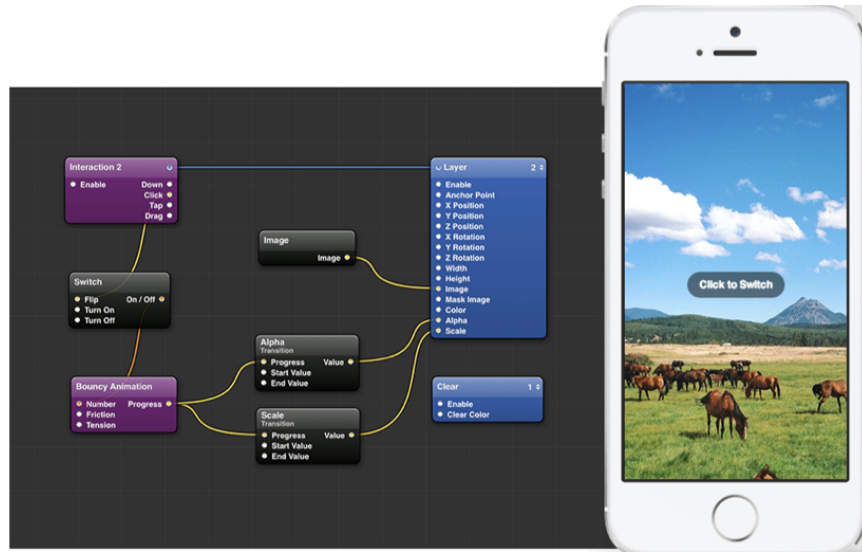 Interaction 2
Enable Down
Click
Tap
Drag
Switch
Flip On / Off
Turn On
Turn Off
Bouncy Animation
Number Progress
Friction
Tension
Image
Image
Alpha
Transition
Progress Value
Start Value
End Value
Scale
Transition
Progress Value
Start Value
End Value
Layer 2
Enable
Anchor Point
X Position
Y Position
Z Position
X Rotation
Y Rotation
Z Rotation
Width
Height
Image
Mask Image
Color
Alpha
Scale
Clear 1
Enable
Clear Color
Click to Switch